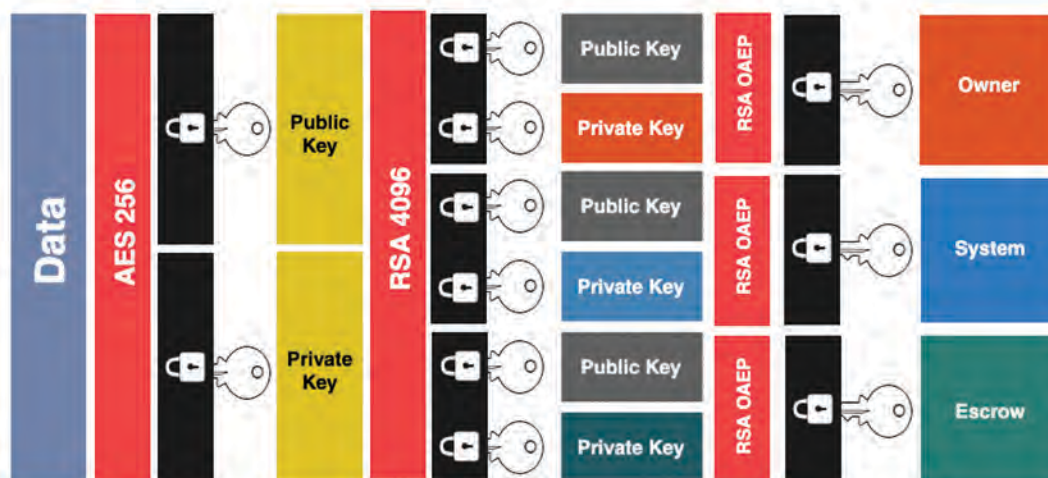 Data
AES 256
Public
Key
Private
Key
RSA 4096
Public Key
Private Key
RSA OAEP
Owner
Public Key
Private Key
RSA OAEP
System
Public Key
Private Key
RSA OAEP
Escrow